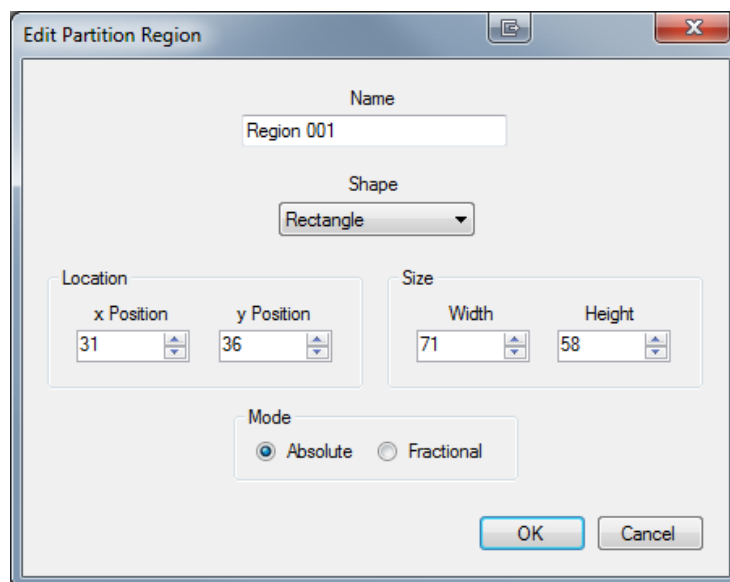 Edit Partition Region
Name
Region 001
Shape
Rectangle
Location
Size
x Position y Position Width Height
31 36 71 58
Mode
Absolute Fractional
OK Cancel